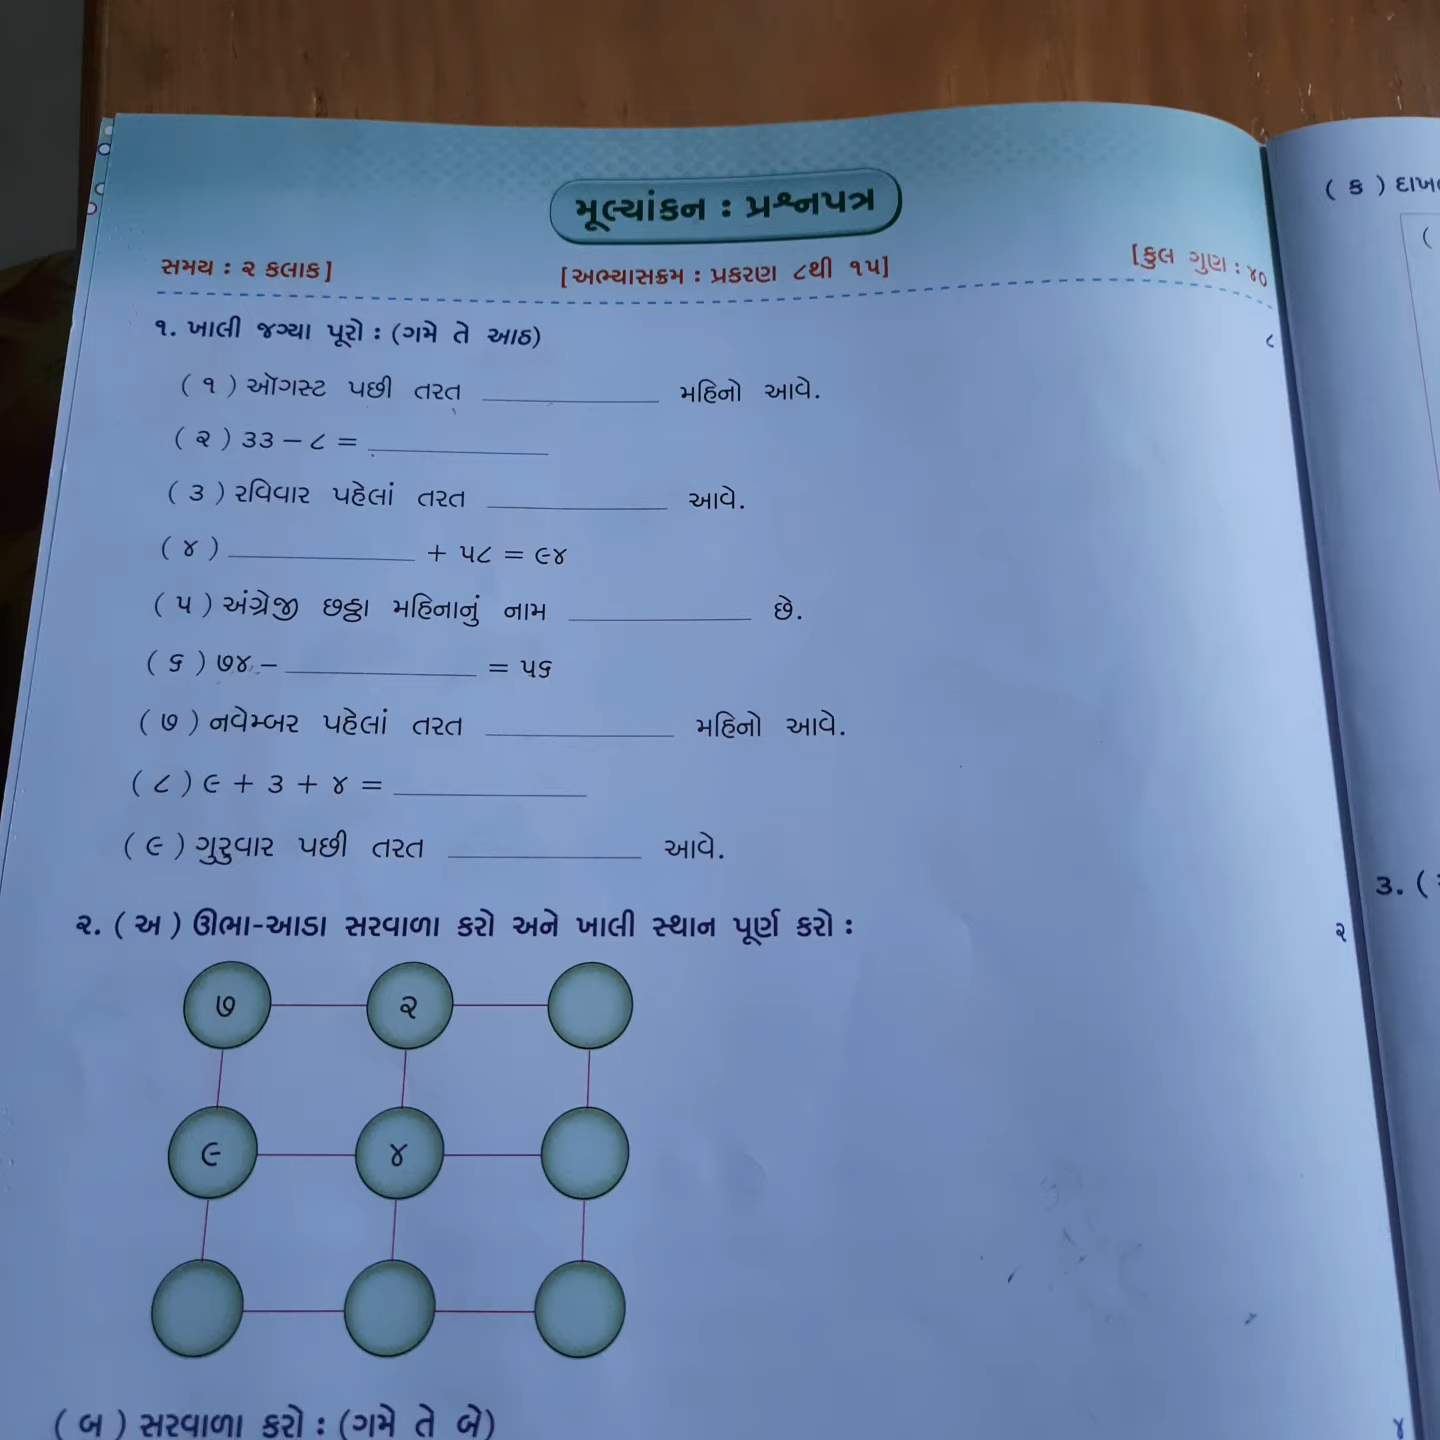 મૂલ્યાંકન : પ્રશ્નપત્ર
સમય : ૨ કલાક] [અભ્યાસક્રમ : પ્રકરણ ૮થી ૧૫] [કુલ ગુણ : ૪૦
૧. ખાલી જગ્યા પૂરો : (ગમે તે આઠ) ૮
(૧) ઑગસ્ટ પછી તરત ____________ મહિનો આવે.
(૨) ૩૩ – ૮ = ____________
(૩) રવિવાર પહેલાં તરત ____________ આવે.
(૪) ____________ + ૫૮ = ૯૪
(૫) અંગ્રેજી છઠ્ઠા મહિનાનું નામ ____________ છે.
(૬) ૭૪ – ____________ = ૫૬
(૭) નવેમ્બર પહેલાં તરત ____________ મહિનો આવે.
(૮) ૯ + ૩ + ૪ = ____________
(૯) ગુરુવાર પછી તરત ____________ આવે.
૨. (અ) ઊભા-આડા સરવાળા કરો અને ખાલી સ્થાન પૂર્ણ કરો : ૨
૭ ૨
૯ ૪
(બ) સરવાળા કરો : (ગમે તે બે) ૪
(ક)
૩. (